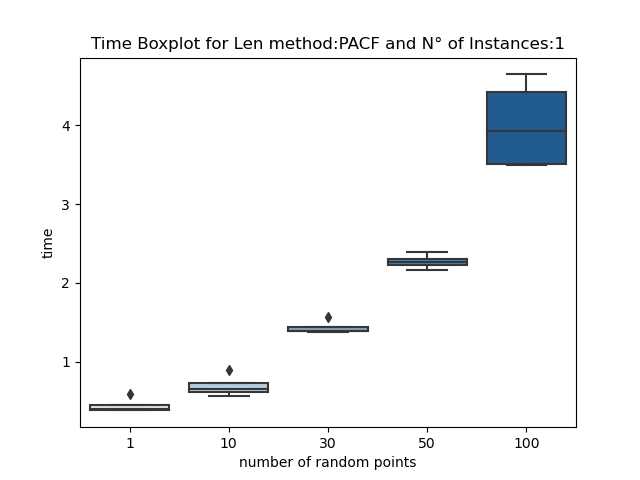 Time Boxplot for Len method:PACF and N° of Instances:1
4
3
2
1
time
1 10 30 50 100
number of random points